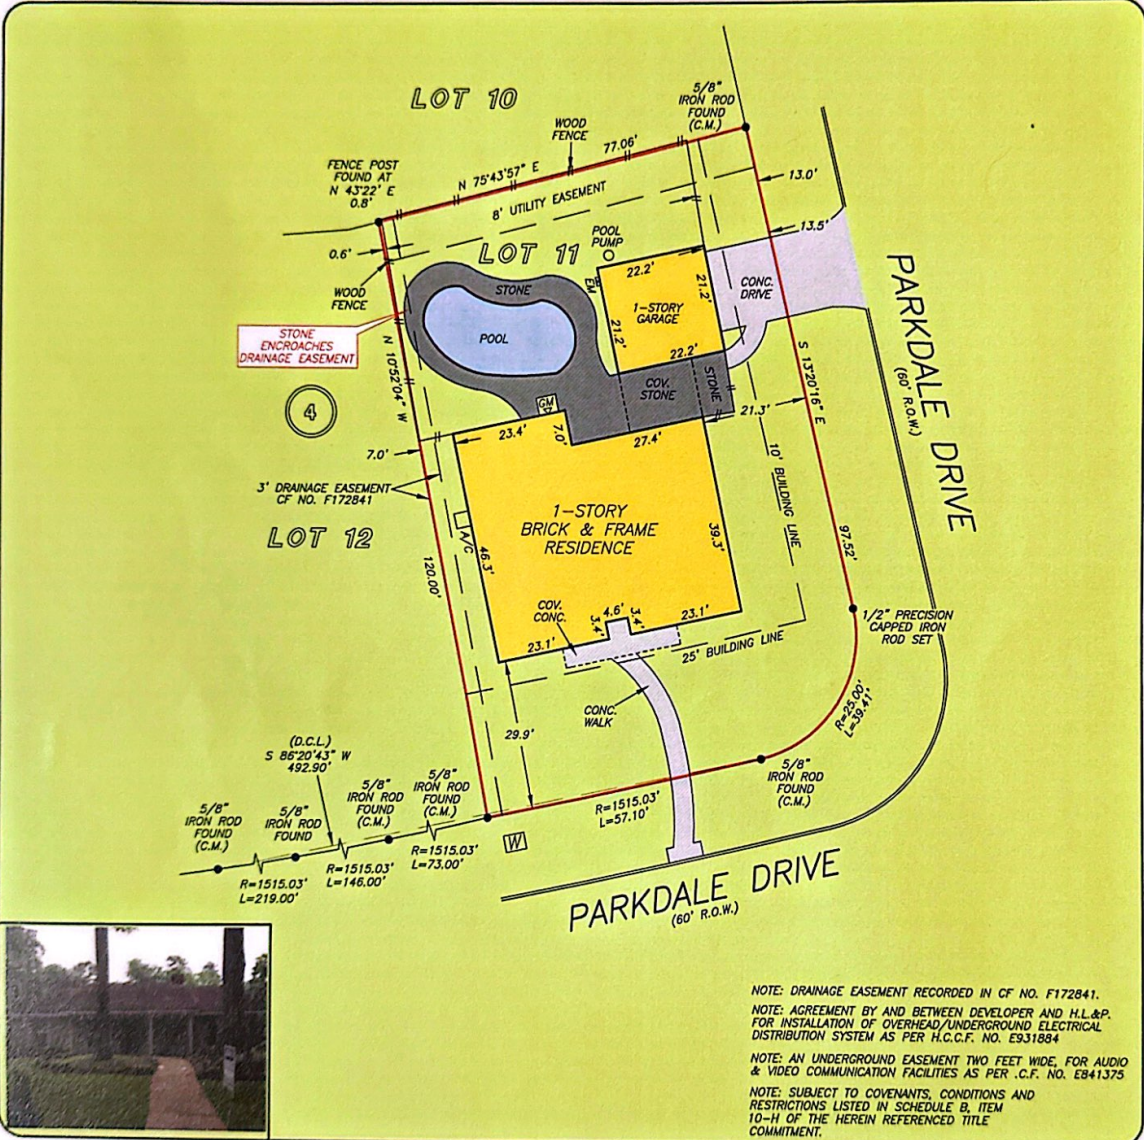 LOT 10
5/8"
IRON ROD
FOUND
(C.M.)
WOOD
FENCE
77.06'
N 75°43'57" E
FENCE POST
FOUND AT
N 43°22' E
0.8'
8' UTILITY EASEMENT
13.0'
13.5'
0.6'
LOT 11
POOL
PUMP
WOOD
FENCE
EM
22.2'
21.2'
1-STORY
GARAGE
21.2'
22.2'
CONC.
DRIVE
STONE
POOL
STONE
ENCROACHES
DRAINAGE EASEMENT
N 10°52'04" W
S 13°20'16" E
PARKDALE DRIVE
(60' R.O.W.)
4
COV.
STONE
STONE
GM
21.3'
23.4'
7.0'
27.4'
7.0'
10' BUILDING LINE
3' DRAINAGE EASEMENT
CF NO. F172841
LOT 12
A/C
1-STORY
BRICK & FRAME
RESIDENCE
46.3'
39.3'
97.52'
120.00'
COV.
CONC.
4.6'
3.4'
3.4'
23.1'
23.1'
1/2" PRECISION
CAPPED IRON
ROD SET
25' BUILDING LINE
CONC.
WALK
29.9'
R=25.00'
L=39.41'
(D.C.L.)
S 86°20'43" W
492.90'
5/8"
IRON ROD
FOUND
(C.M.)
5/8"
IRON ROD
FOUND
5/8"
IRON ROD
FOUND
(C.M.)
5/8"
IRON ROD
FOUND
(C.M.)
5/8"
IRON ROD
FOUND
(C.M.)
R=1515.03'
L=57.10'
W
R=1515.03'
L=73.00'
R=1515.03'
L=146.00'
R=1515.03'
L=219.00'
PARKDALE DRIVE
(60' R.O.W.)
NOTE: DRAINAGE EASEMENT RECORDED IN CF NO. F172841.
NOTE: AGREEMENT BY AND BETWEEN DEVELOPER AND H.L.&P.
FOR INSTALLATION OF OVERHEAD/UNDERGROUND ELECTRICAL
DISTRIBUTION SYSTEM AS PER H.C.C.F. NO. E931884
NOTE: AN UNDERGROUND EASEMENT TWO FEET WIDE, FOR AUDIO
& VIDEO COMMUNICATION FACILITIES AS PER .C.F. NO. E841375
NOTE: SUBJECT TO COVENANTS, CONDITIONS AND
RESTRICTIONS LISTED IN SCHEDULE B, ITEM
10-H OF THE HEREIN REFERENCED TITLE
COMMITMENT.